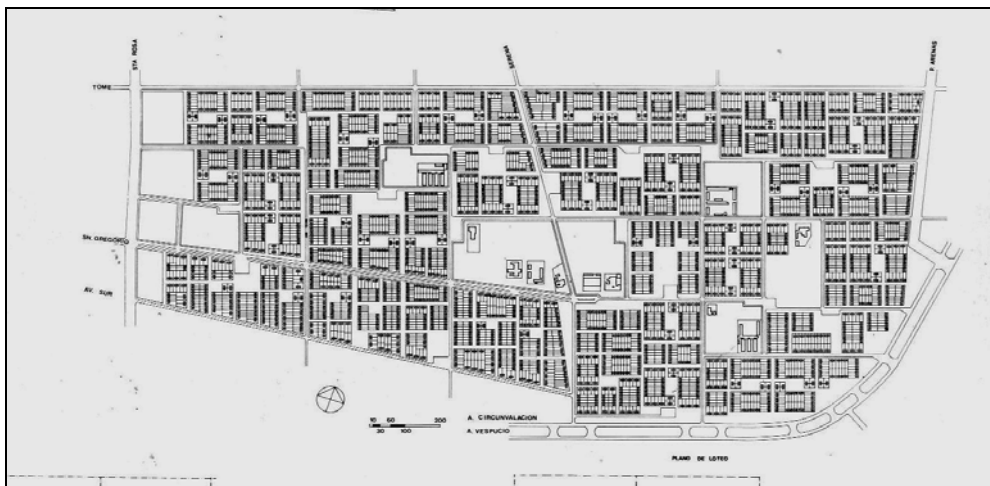 STA ROSA
SERENA
P. ARENAS
TOME
SN. GREGORIO
AV. SUR
10 50 200
30 100
A. CIRCUNVALACION
A. VESPUCIO
PLANO DE LOTEO